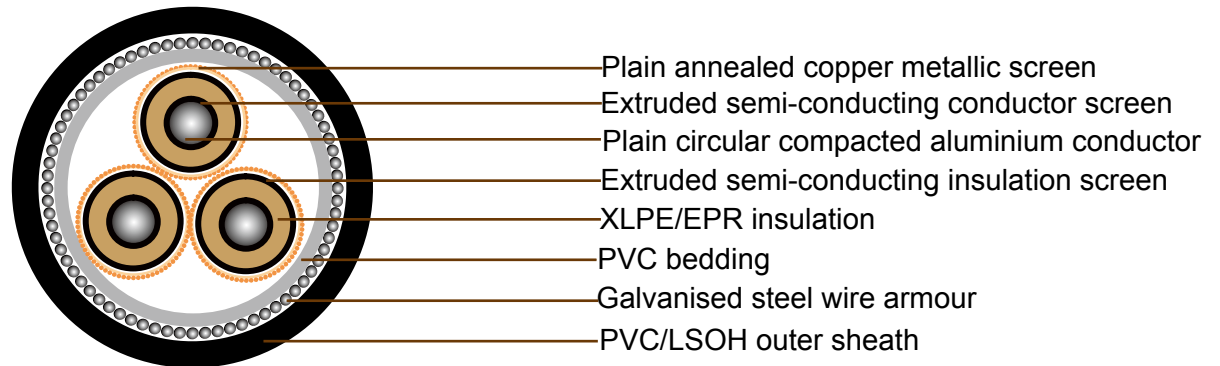 Plain annealed copper metallic screen
Extruded semi-conducting conductor screen
Plain circular compacted aluminium conductor
Extruded semi-conducting insulation screen
XLPE/EPR insulation
PVC bedding
Galvanised steel wire armour
PVC/LSOH outer sheath